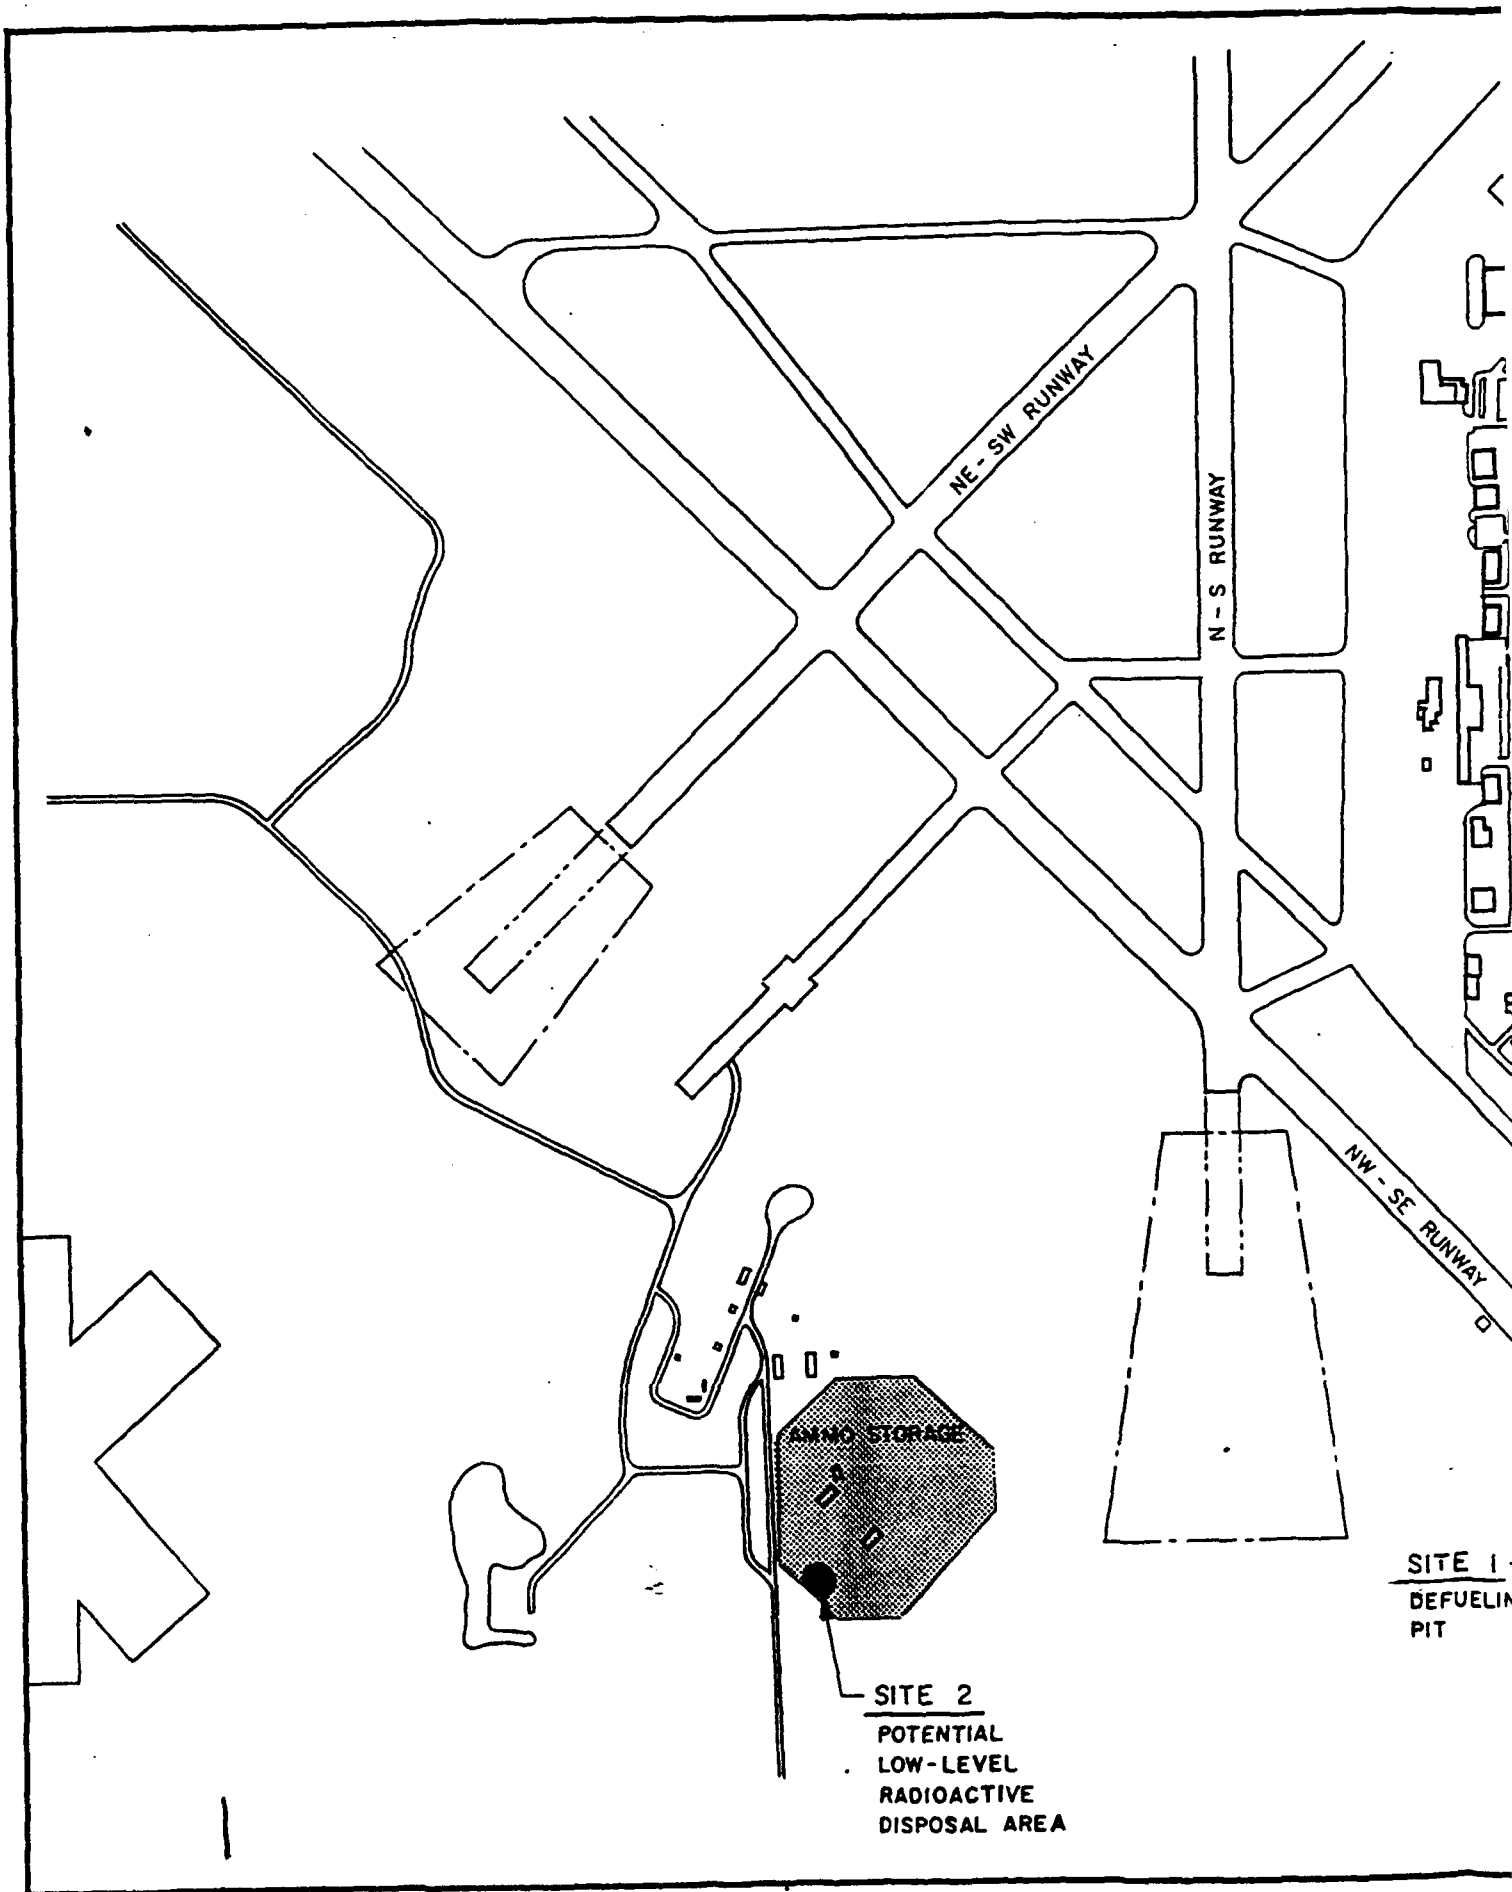 NE - SW RUNWAY
N - S RUNWAY
NW - SE RUNWAY
AMMO STORAGE
SITE 1
DEFUELIN
PIT
SITE 2
POTENTIAL
LOW-LEVEL
RADIOACTIVE
DISPOSAL AREA